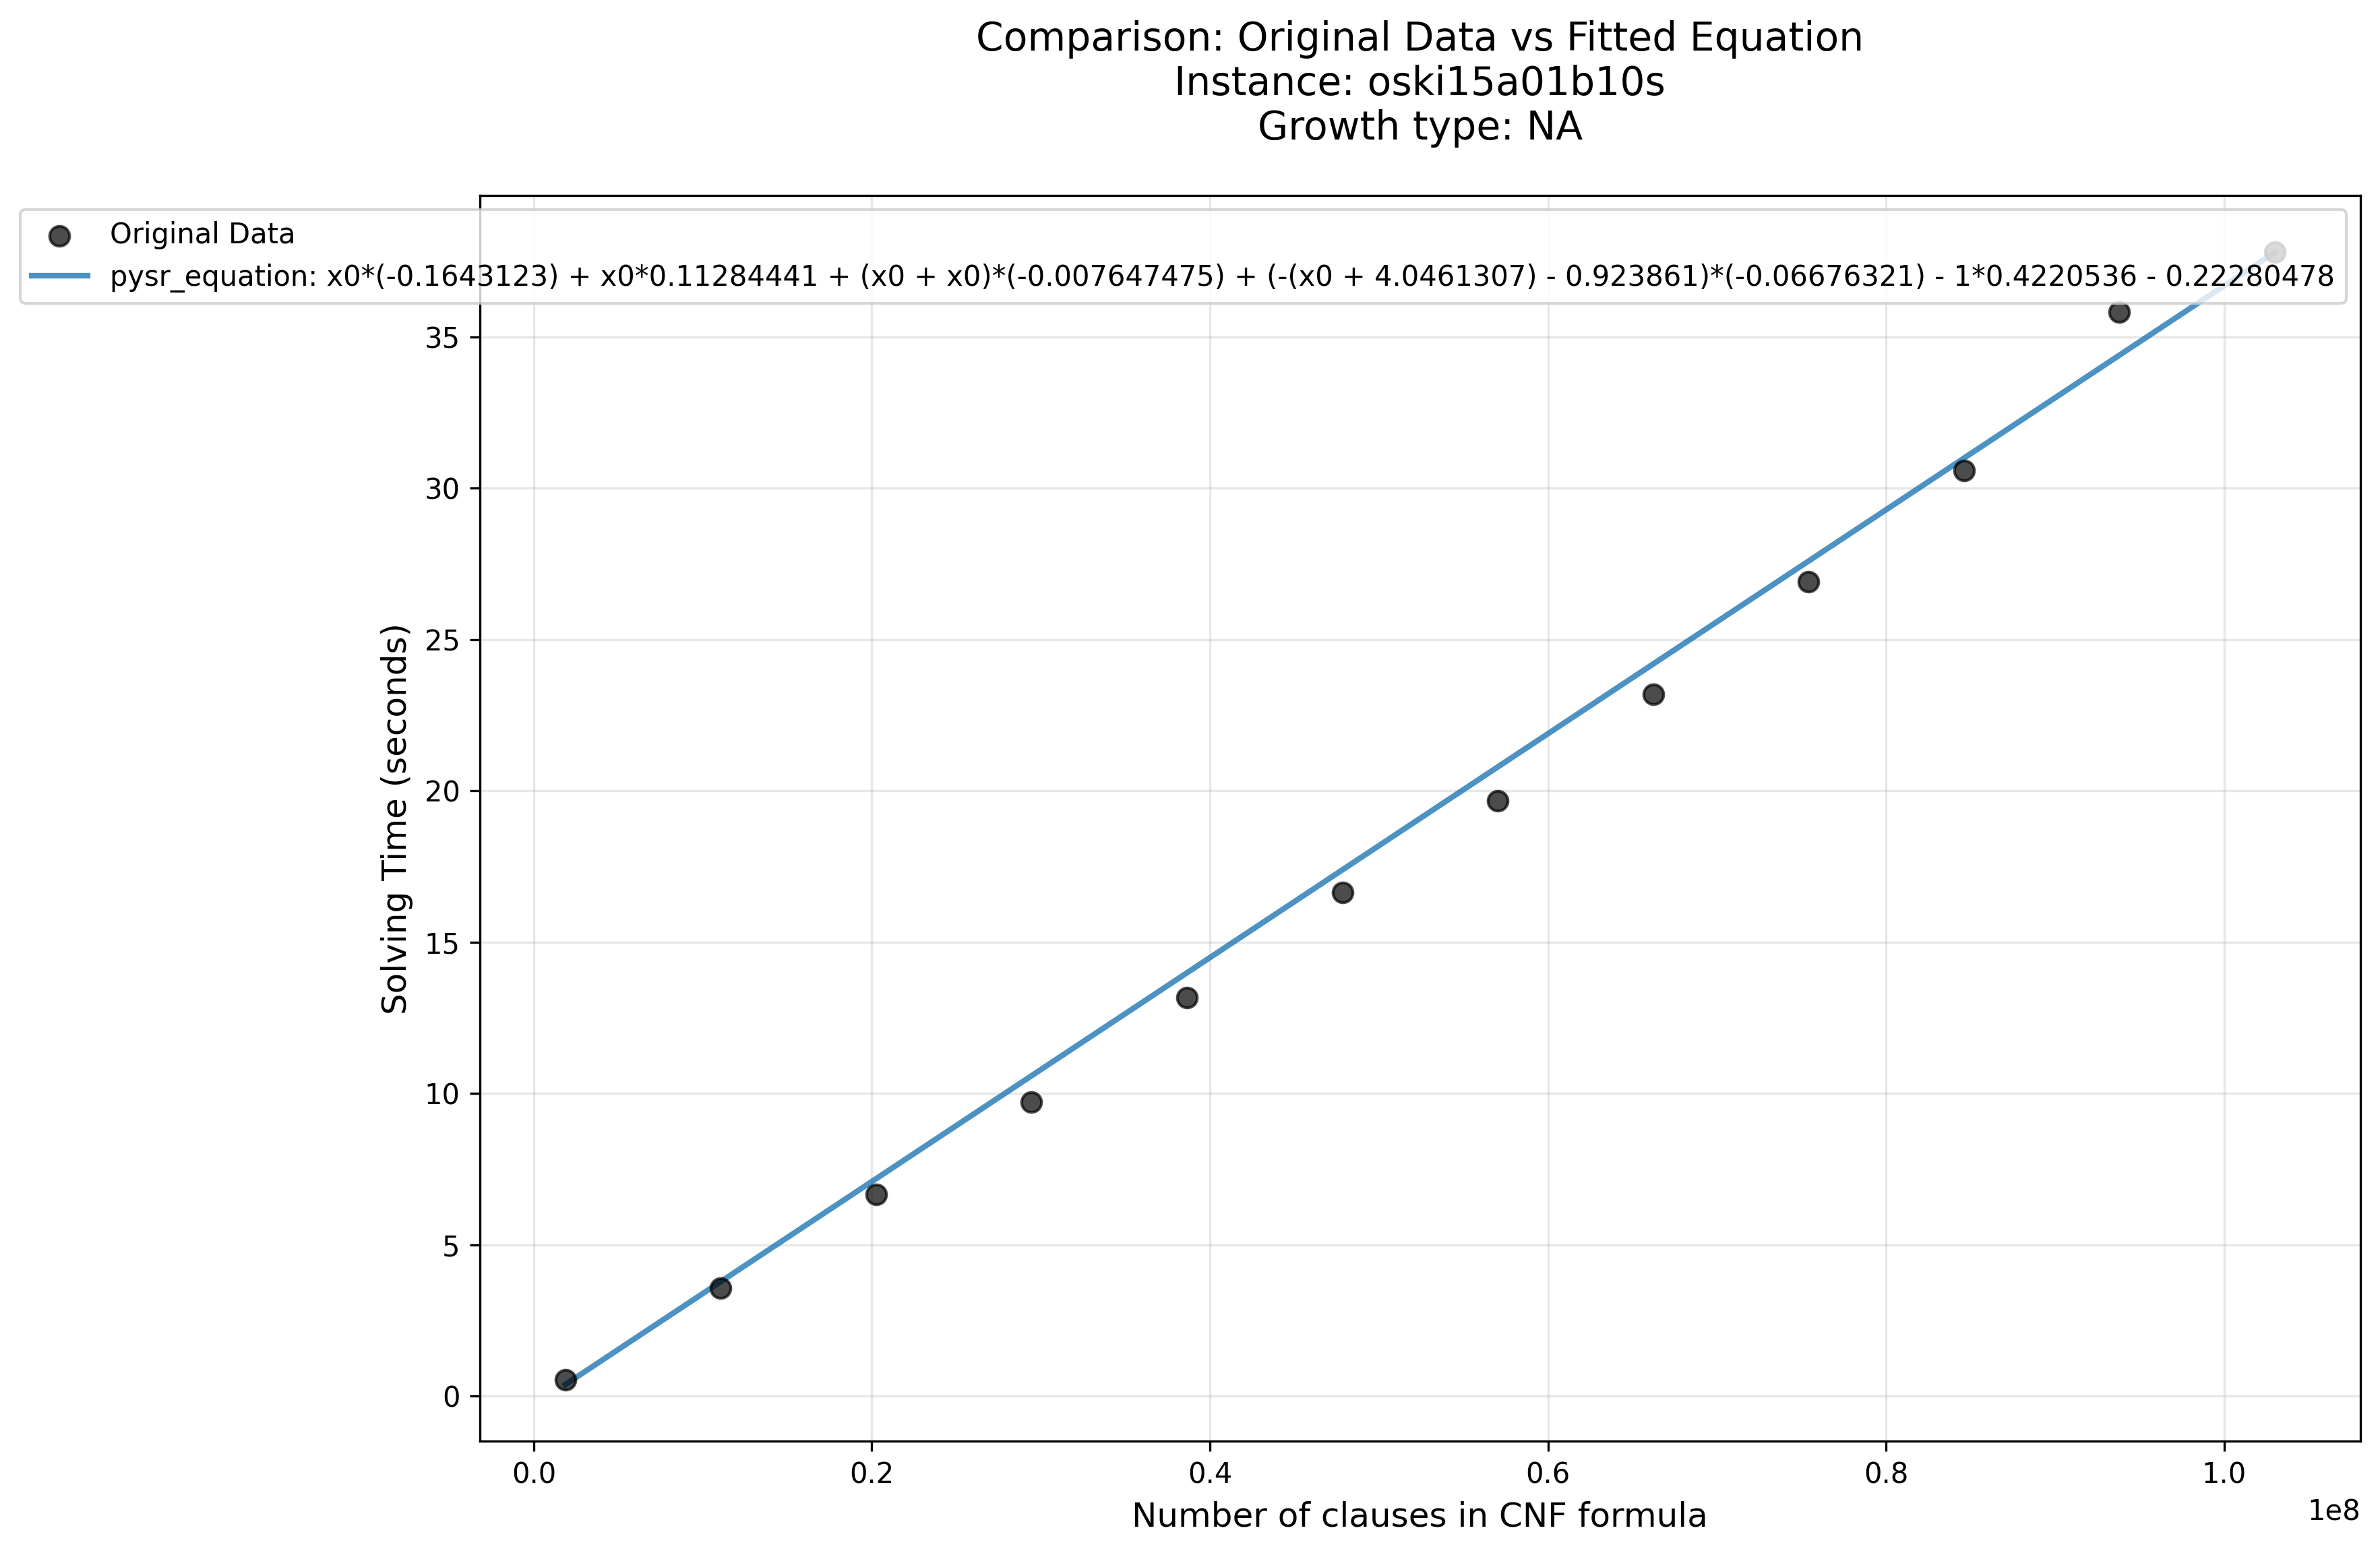 Comparison: Original Data vs Fitted Equation
Instance: oski15a01b10s
Growth type: NA
Original Data
pysr_equation: x0*(-0.1643123) + x0*0.11284441 + (x0 + x0)*(-0.007647475) + (-(x0 + 4.0461307) - 0.923861)*(-0.06676321) - 1*0.4220536 - 0.22280478
35
30
25
20
15
10
5
0
Solving Time (seconds)
0.0
0.2
0.4
0.6
0.8
1.0
1e8
Number of clauses in CNF formula